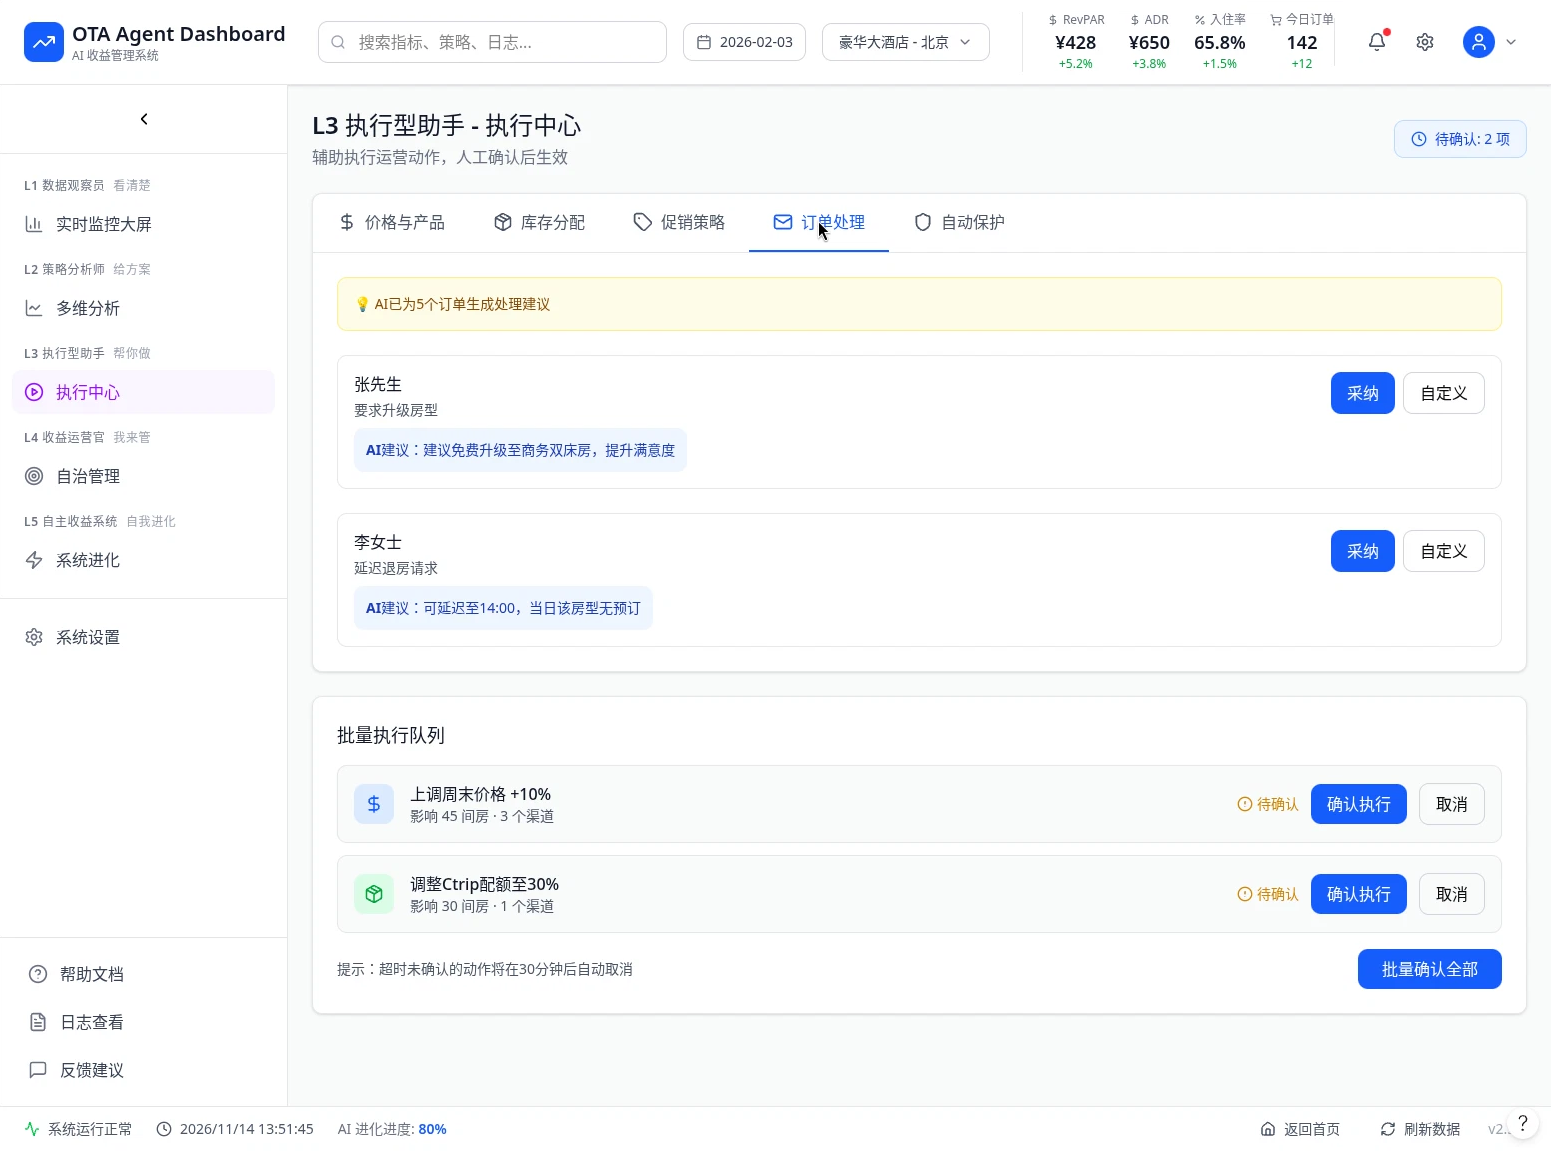 OTA Agent Dashboard
AI 收益管理系统
搜索指标、策略、日志...
2026-02-03
豪华大酒店 - 北京
RevPAR
¥428
+5.2%
ADR
¥650
+3.8%
入住率
65.8%
+1.5%
今日订单
142
+12
L1 数据观察员 看清楚
实时监控大屏
L2 策略分析师 给方案
多维分析
L3 执行型助手 帮你做
执行中心
L4 收益运营官 我来管
自治管理
L5 自主收益系统 自我进化
系统进化
系统设置
帮助文档
日志查看
反馈建议
L3 执行型助手 - 执行中心
辅助执行运营动作，人工确认后生效
待确认: 2 项
价格与产品
库存分配
促销策略
订单处理
自动保护
💡 AI已为5个订单生成处理建议
张先生
要求升级房型
AI建议：建议免费升级至商务双床房，提升满意度
采纳
自定义
李女士
延迟退房请求
AI建议：可延迟至14:00，当日该房型无预订
采纳
自定义
批量执行队列
上调周末价格 +10%
影响 45 间房 · 3 个渠道
待确认
确认执行
取消
调整Ctrip配额至30%
影响 30 间房 · 1 个渠道
待确认
确认执行
取消
提示：超时未确认的动作将在30分钟后自动取消
批量确认全部
系统运行正常
2026/11/14 13:51:45
AI 进化进度: 80%
返回首页
刷新数据
v2.
?